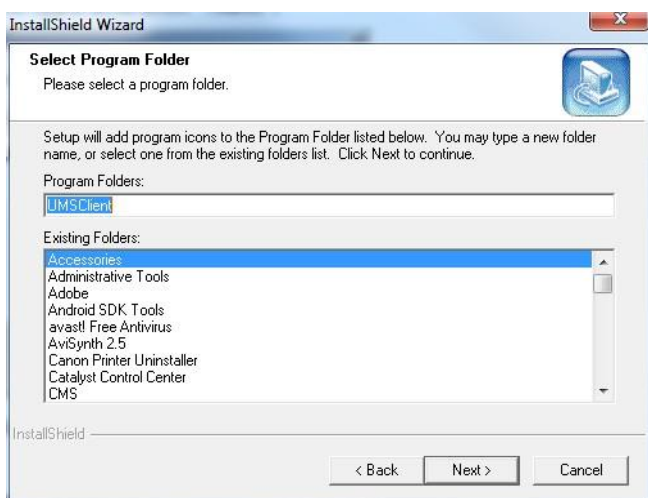 InstallShield Wizard
Select Program Folder
Please select a program folder.
Setup will add program icons to the Program Folder listed below. You may type a new folder
name, or select one from the existing folders list. Click Next to continue.
Program Folders:
UMSClient
Existing Folders:
Accessories
Administrative Tools
Adobe
Android SDK Tools
avast! Free Antivirus
AviSynth 2.5
Canon Printer Uninstaller
Catalyst Control Center
CMS
InstallShield
< Back Next > Cancel